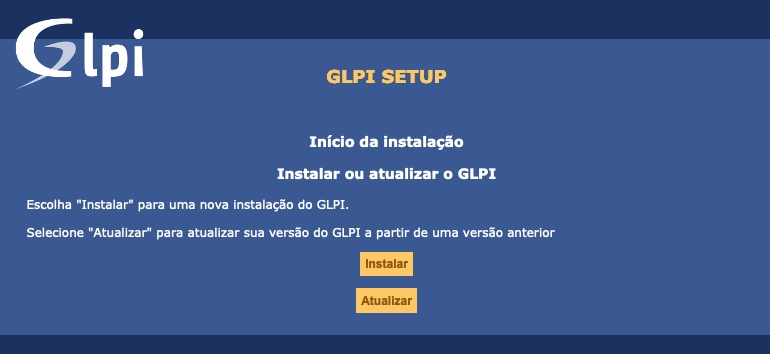 Glpi
GLPI SETUP
Início da instalação
Instalar ou atualizar o GLPI
Escolha "Instalar" para uma nova instalação do GLPI.
Selecione "Atualizar" para atualizar sua versão do GLPI a partir de uma versão anterior
Instalar
Atualizar